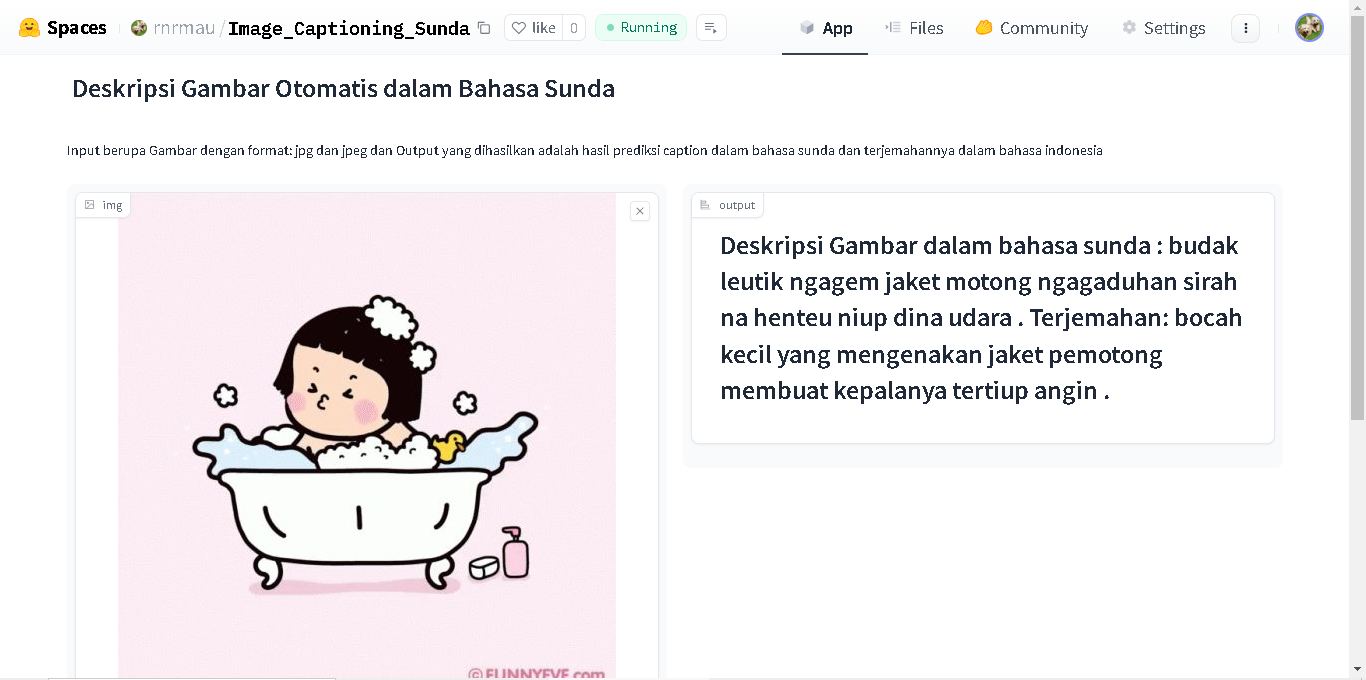 Spaces rnrmau/Image_Captioning_Sunda like 0 Running App Files Community Settings
Deskripsi Gambar Otomatis dalam Bahasa Sunda
Input berupa Gambar dengan format: jpg dan jpeg dan Output yang dihasilkan adalah hasil prediksi caption dalam bahasa sunda dan terjemahannya dalam bahasa indonesia
img
output
Deskripsi Gambar dalam bahasa sunda : budak
leutik ngagem jaket motong ngagaduhan sirah
na henteu niup dina udara . Terjemahan: bocah
kecil yang mengenakan jaket pemotong
membuat kepalanya tertiup angin .
© FUNNYEVE.com